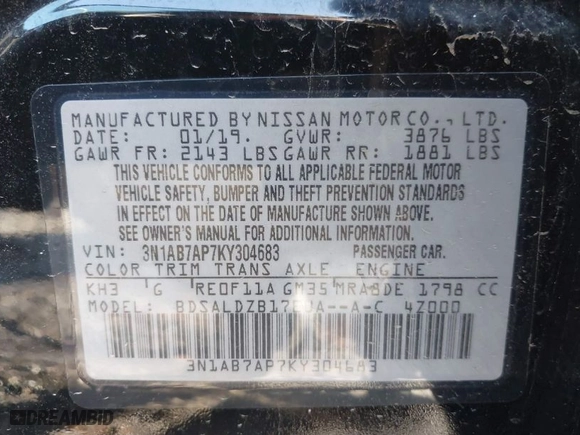 MANUFACTURED BY NISSAN MOTOR CO., LTD.
DATE: 01/19. GVWR: 3876 LBS
GAWR FR: 2143 LBS GAWR RR: 1881 LBS
THIS VEHICLE CONFORMS TO ALL APPLICABLE FEDERAL MOTOR
VEHICLE SAFETY, BUMPER AND THEFT PREVENTION STANDARDS
IN EFFECT ON THE DATE OF MANUFACTURE SHOWN ABOVE.
SEE OWNER'S MANUAL FOR ADDITIONAL INFORMATION.
VIN: 3N1AB7AP7KY304683 PASSENGER CAR.
COLOR TRIM TRANS AXLE ENGINE
KH3 G RE0F11A GM35 MRA8DE 1798 CC
MODEL: 4Z000
3N1AB7AP7KY304683
DREAMBID